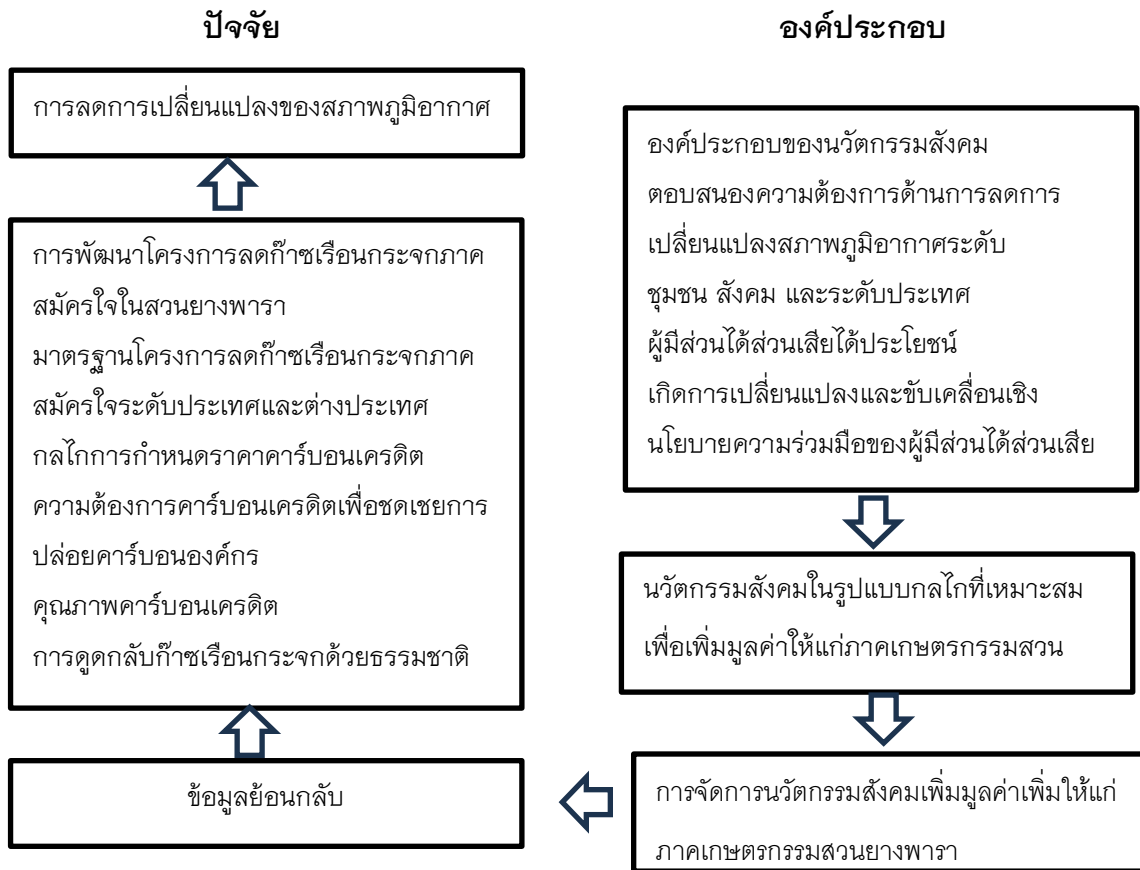 ปัจจัย
องค์ประกอบ
การลดการเปลี่ยนแปลงของสภาพภูมิอากาศ
การพัฒนาโครงการลดก๊าซเรือนกระจกภาค
สมัครใจในสวนยางพารา
มาตรฐานโครงการลดก๊าซเรือนกระจกภาค
สมัครใจระดับประเทศและต่างประเทศ
กลไกการกำหนดราคาคาร์บอนเครดิต
ความต้องการคาร์บอนเครดิตเพื่อชดเชยการ
ปล่อยคาร์บอนองค์กร
คุณภาพคาร์บอนเครดิต
การดูดกลับก๊าซเรือนกระจกด้วยธรรมชาติ
ข้อมูลย้อนกลับ
องค์ประกอบของนวัตกรรมสังคม
ตอบสนองความต้องการด้านการลดการ
เปลี่ยนแปลงสภาพภูมิอากาศระดับ
ชุมชน สังคม และระดับประเทศ
ผู้มีส่วนได้ส่วนเสียได้ประโยชน์
เกิดการเปลี่ยนแปลงและขับเคลื่อนเชิง
นโยบายความร่วมมือของผู้มีส่วนได้ส่วนเสีย
นวัตกรรมสังคมในรูปแบบกลไกที่เหมาะสม
เพื่อเพิ่มมูลค่าให้แก่ภาคเกษตรกรรมสวน
การจัดการนวัตกรรมสังคมเพิ่มมูลค่าเพิ่มให้แก่
ภาคเกษตรกรรมสวนยางพารา